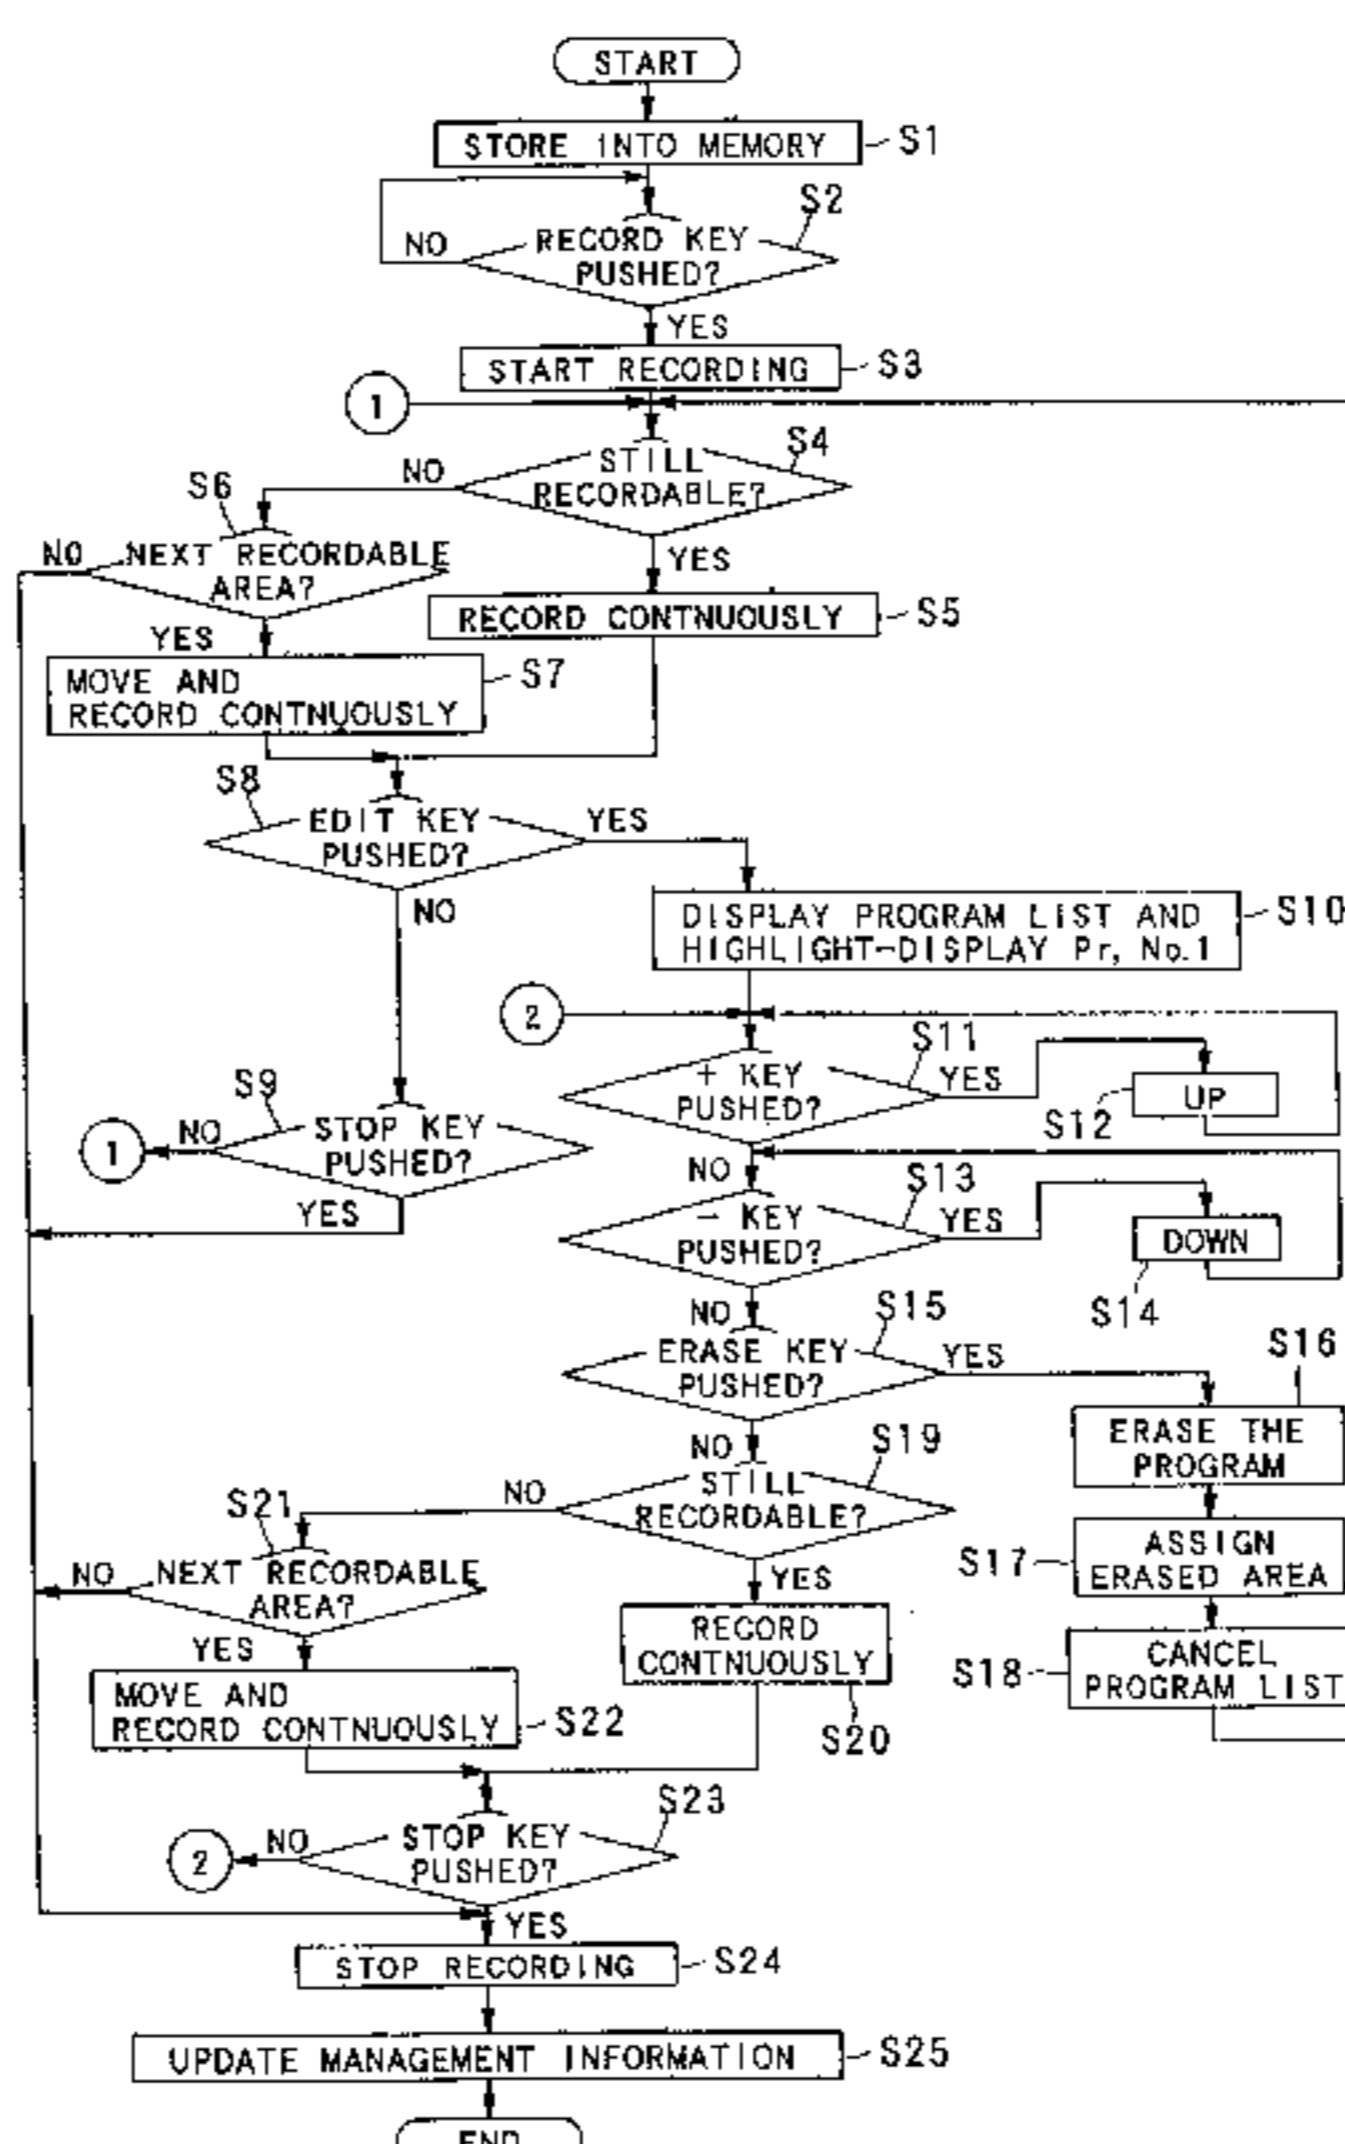 START
STORE INTO MEMORY
S1
S2
NO
RECORD KEY
PUSHED?
YES
START RECORDING
S3
1
S4
NO
STILL
RECORDABLE?
S6
NO
NEXT RECORDABLE
AREA?
YES
YES
RECORD CONTNUOUSLY
S5
MOVE AND
RECORD CONTNUOUSLY
S7
S8
EDIT KEY
PUSHED?
YES
NO
DISPLAY PROGRAM LIST AND
HIGHLIGHT-DISPLAY Pr, No.1
S10
2
S11
+ KEY
PUSHED?
YES
UP
S12
S9
NO
STOP KEY
PUSHED?
1
YES
NO
S13
- KEY
PUSHED?
YES
DOWN
S14
NO
S15
ERASE KEY
PUSHED?
YES
S16
ERASE THE
PROGRAM
NO
S19
STILL
RECORDABLE?
NO
S21
NO
NEXT RECORDABLE
AREA?
YES
S17
ASSIGN
ERASED AREA
YES
RECORD
CONTNUOUSLY
S20
S18
CANCEL
PROGRAM LIST
MOVE AND
RECORD CONTNUOUSLY
S22
S23
2
NO
STOP KEY
PUSHED?
YES
STOP RECORDING
S24
UPDATE MANAGEMENT INFORMATION
S25
END